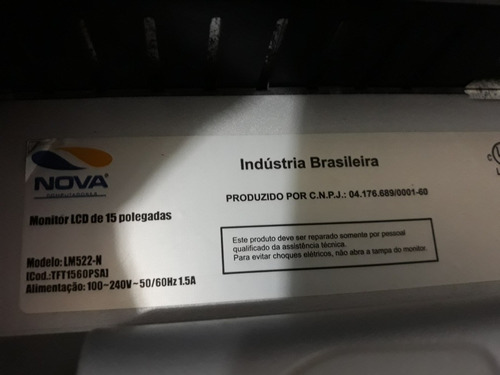 NOVA
COMPUTADORES
Monitor LCD de 15 polegadas
Modelo: LM522-N
(Cod.:TFT1560PSA)
Alimentação: 100~240V~50/60Hz 1.5A
Indústria Brasileira
PRODUZIDO POR C.N.P.J.: 04.176.689/0001-60
Este produto deve ser reparado somente por pessoal
qualificado da assistência técnica.
Para evitar choques elétricos, não abra a tampa do monitor.